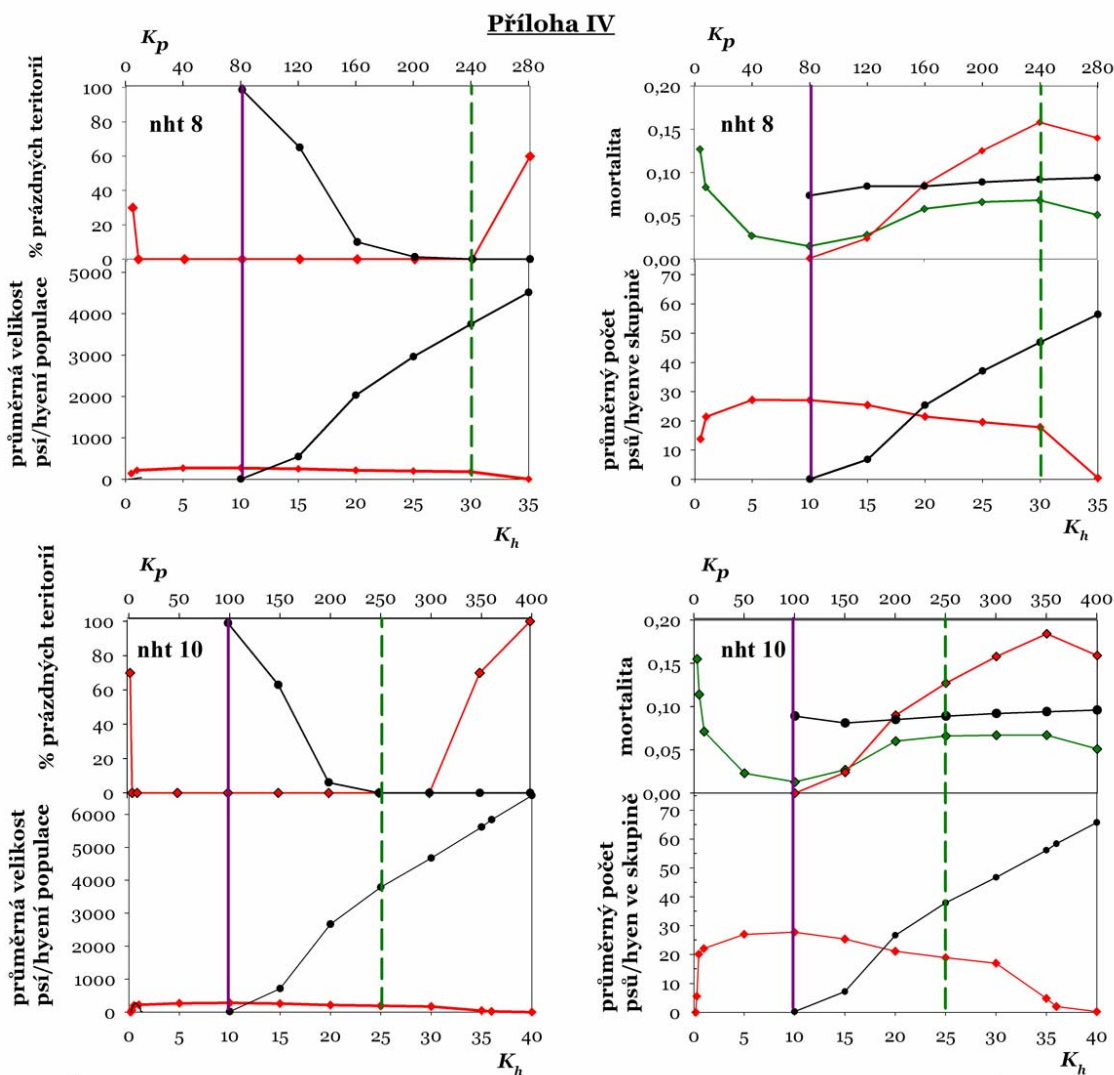 Příloha IV
Kp
0 40 80 120 160 200 240 280
% prázdných teritorií
100
80
60
40
20
0
nht 8
průměrná velikost
psí/hyení populace
5000
4000
3000
2000
1000
0
0 5 10 15 20 25 30 35
Kh
Kp
0 40 80 120 160 200 240 280
mortalita
0,20
0,15
0,10
0,05
0,00
nht 8
průměrný počet
psů/hyenve skupině
70
60
50
40
30
20
10
0
0 5 10 15 20 25 30 35
Kh
Kp
0 50 100 150 200 250 300 350 400
% prázdných teritorií
100
80
60
40
20
0
nht 10
průměrná velikost
psí/hyení populace
6000
5000
4000
3000
2000
1000
0
0 5 10 15 20 25 30 35 40
Kh
Kp
0 50 100 150 200 250 300 350 400
mortalita
0,20
0,15
0,10
0,05
0,00
nht 10
průměrný počet
psů/hyen ve skupině
70
60
50
40
30
20
10
0
0 5 10 15 20 25 30 35 40
Kh